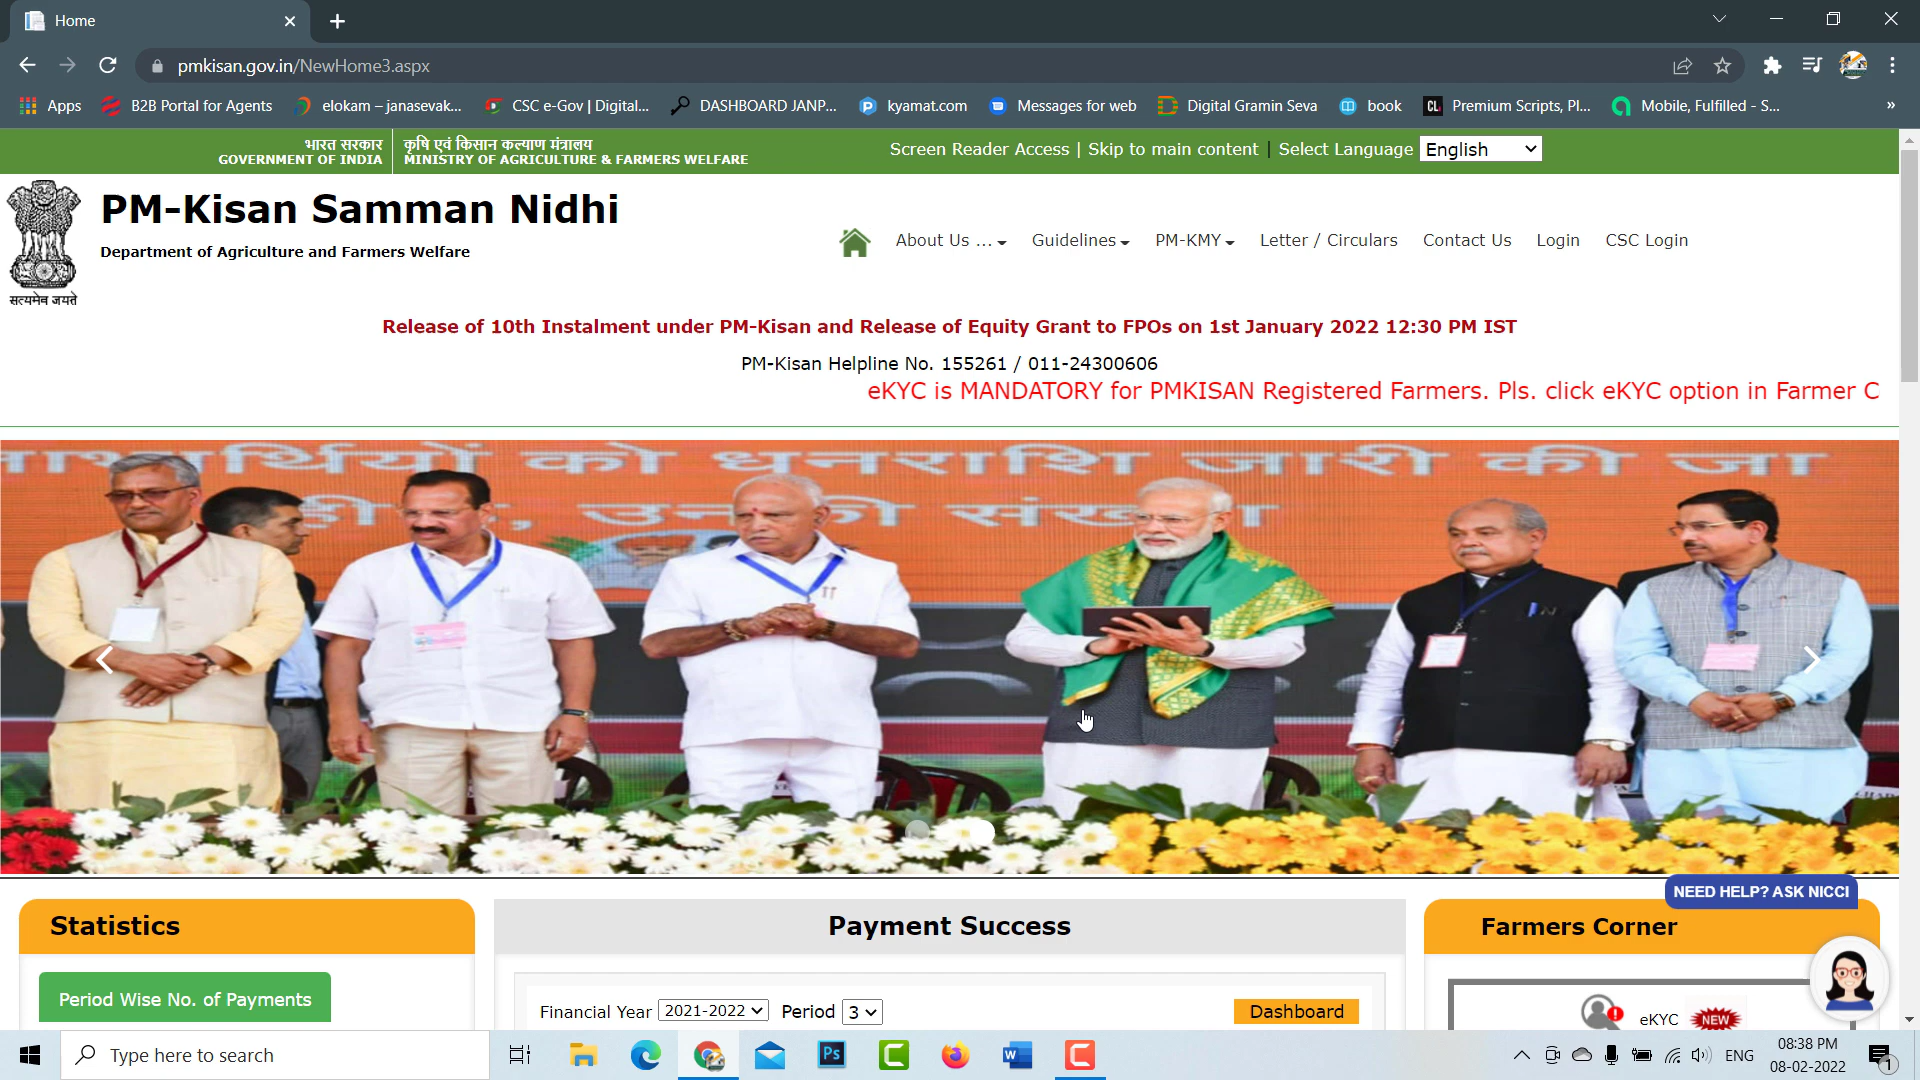 Home
pmkisan.gov.in/NewHome3.aspx
Apps
B2B Portal for Agents
elokam – janasevak...
CSC e-Gov | Digital...
DASHBOARD JANP...
kyamat.com
Messages for web
Digital Gramin Seva
book
CL
Premium Scripts, Pl...
Mobile, Fulfilled - S...
»
भारत सरकार
GOVERNMENT OF INDIA
कृषि एवं किसान कल्याण मंत्रालय
MINISTRY OF AGRICULTURE & FARMERS WELFARE
Screen Reader Access | Skip to main content | Select Language English
सत्यमेव जयते
PM-Kisan Samman Nidhi
Department of Agriculture and Farmers Welfare
About Us ...
Guidelines
PM-KMY
Letter / Circulars
Contact Us
Login
CSC Login
Release of 10th Instalment under PM-Kisan and Release of Equity Grant to FPOs on 1st January 2022 12:30 PM IST
PM-Kisan Helpline No. 155261 / 011-24300606
eKYC is MANDATORY for PMKISAN Registered Farmers. Pls. click eKYC option in Farmer C
को धनराशि जारी की जा
उनकी
NEED HELP? ASK NICCI
Statistics
Payment Success
Farmers Corner
Period Wise No. of Payments
Financial Year 2021-2022 Period 3
Dashboard
eKYC NEW
Type here to search
Ps
C
W
C
ENG
08:38 PM
08-02-2022
1